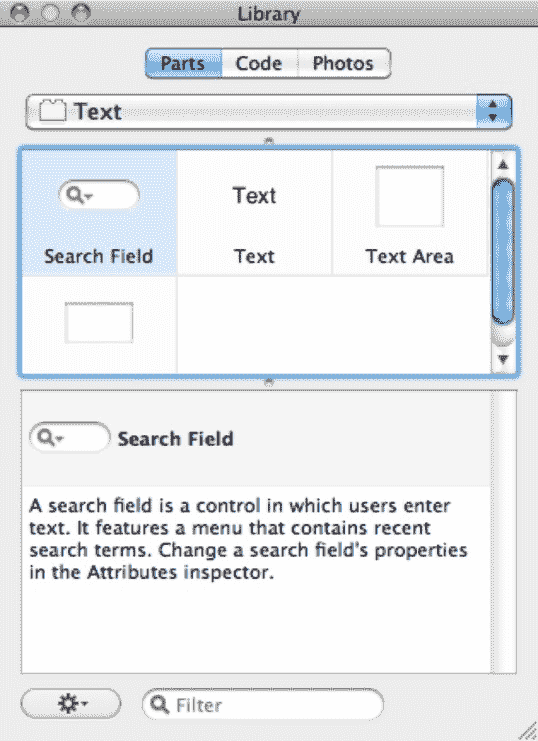 Library
Parts Code Photos
Text
Text
Search Field Text Text Area
Search Field
A search field is a control in which users enter
text. It features a menu that contains recent
search terms. Change a search field's properties
in the Attributes inspector.
Filter